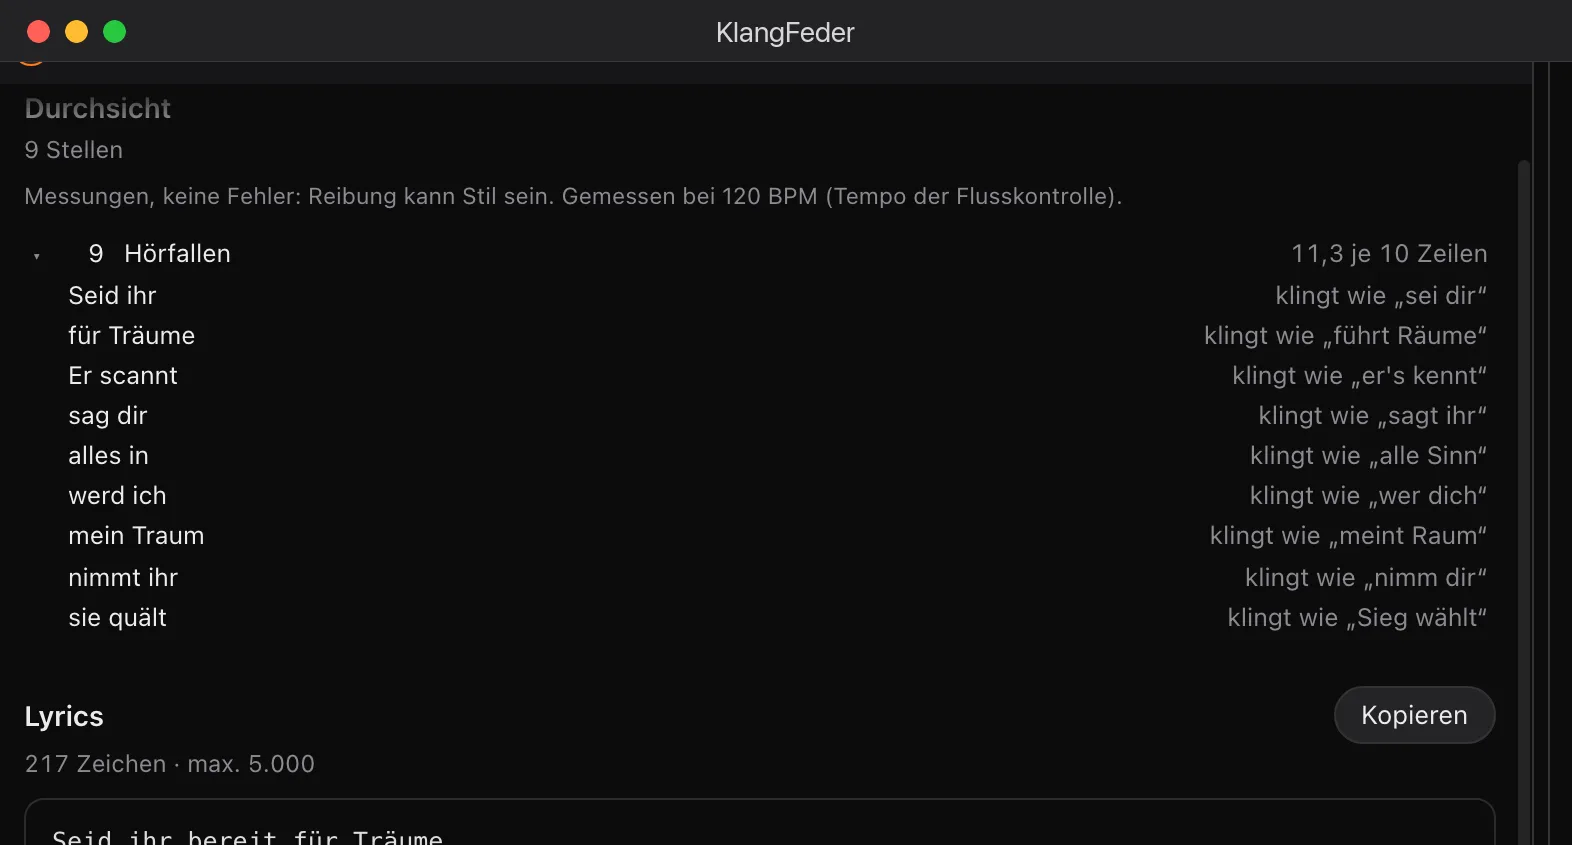 KlangFeder
Durchsicht
9 Stellen
Messungen, keine Fehler: Reibung kann Stil sein. Gemessen bei 120 BPM (Tempo der Flusskontrolle).
9 Hörfallen 11,3 je 10 Zeilen
Seid ihr klingt wie „sei dir“
für Träume klingt wie „führt Räume“
Er scannt klingt wie „er's kennt“
sag dir klingt wie „sagt ihr“
alles in klingt wie „alle Sinn“
werd ich klingt wie „wer dich“
mein Traum klingt wie „meint Raum“
nimmt ihr klingt wie „nimm dir“
sie quält klingt wie „Sieg wählt“
Lyrics Kopieren
217 Zeichen · max. 5.000
Seid ihr bereit für Träume